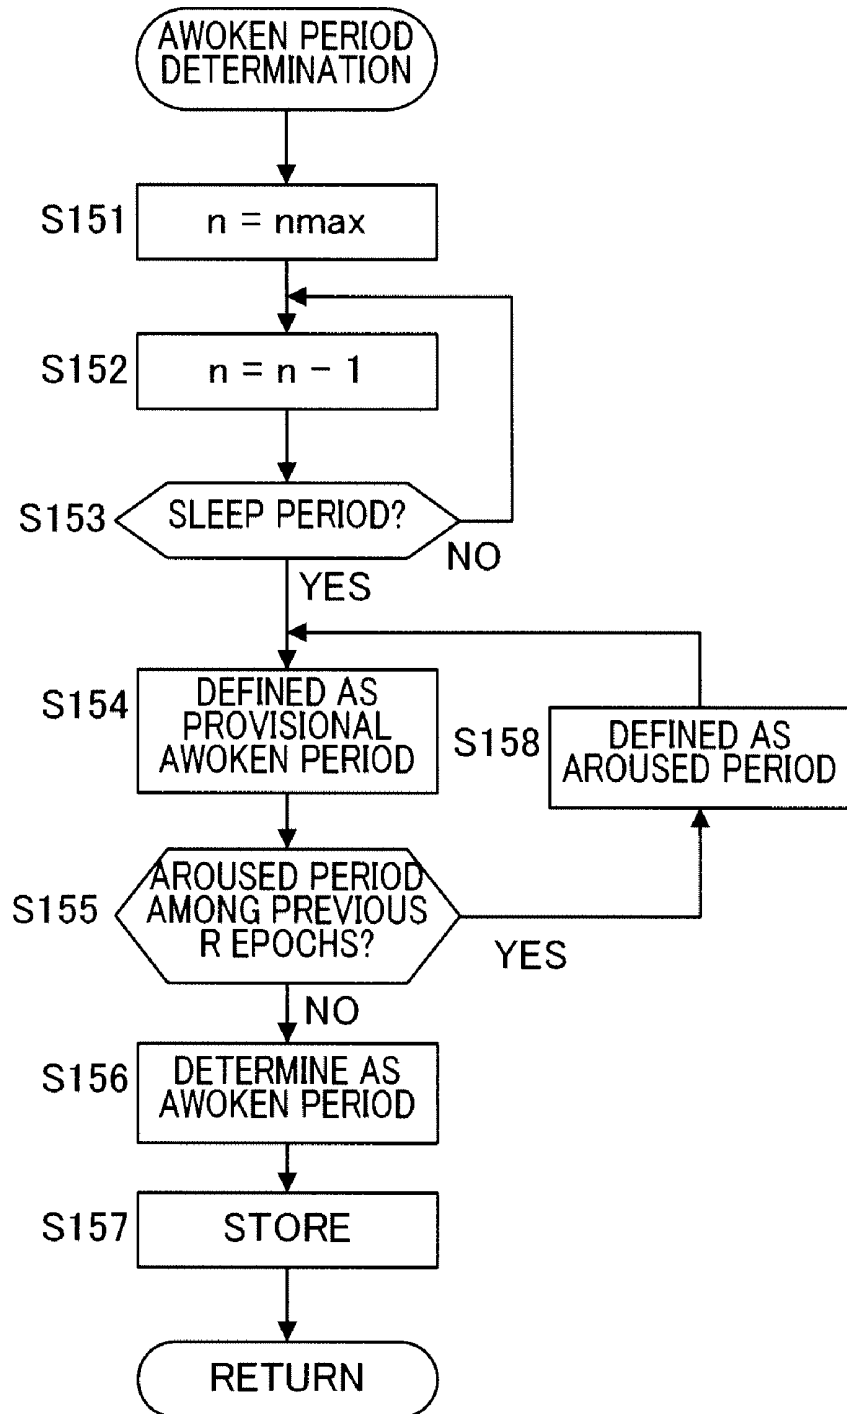 AWOKEN PERIOD
DETERMINATION
S151
n = nmax
S152
n = n - 1
S153
SLEEP PERIOD?
NO
YES
S154
DEFINED AS
PROVISIONAL
AWOKEN PERIOD
S158
DEFINED AS
AROUSED PERIOD
S155
AROUSED PERIOD
AMONG PREVIOUS
R EPOCHS?
YES
NO
S156
DETERMINE AS
AWOKEN PERIOD
S157
STORE
RETURN